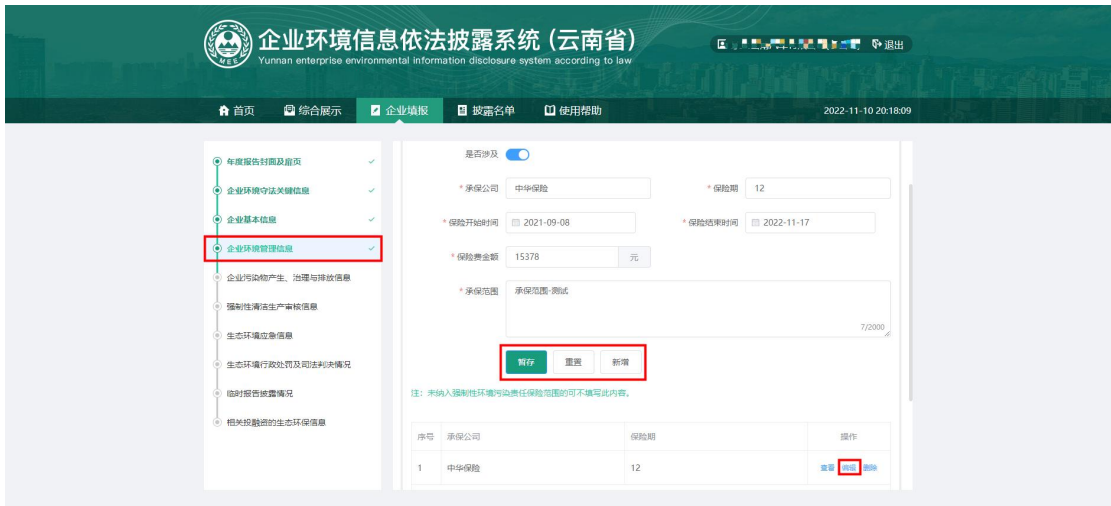 企业环境信息依法披露系统 (云南省)
Yunnan enterprise environmental information disclosure system according to law
MEE
退出
首页 综合展示 企业填报 披露名单 使用帮助 2022-11-10 20:18:09
年度报告封面及扉页
企业环境守法关键信息
企业基本信息
企业环境管理信息
企业污染物产生、治理与排放信息
强制性清洁生产审核信息
生态环境应急信息
生态环境行政处罚及司法判决情况
临时报告披露情况
相关投融资的生态环保信息
是否涉及
* 承保公司 中华保险 * 保险期 12
* 保险开始时间 2021-09-08 * 保险结束时间 2022-11-17
* 保险费金额 15378 元
* 承保范围 承保范围-测试
7/2000
暂存 重置 新增
注：未纳入强制性环境污染责任保险范围的可不填写此内容。
序号 承保公司 保险期 操作
1 中华保险 12 查看 编辑 删除